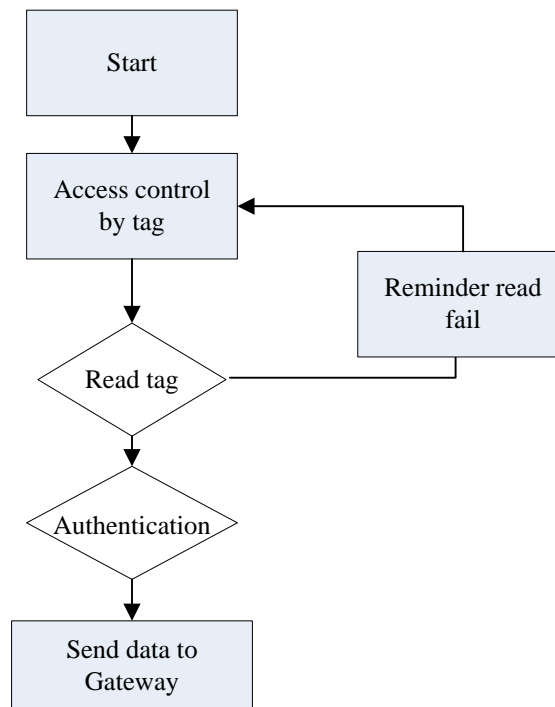 Start
Access control
by tag
Reminder read
fail
Read tag
Authentication
Send data to
Gateway